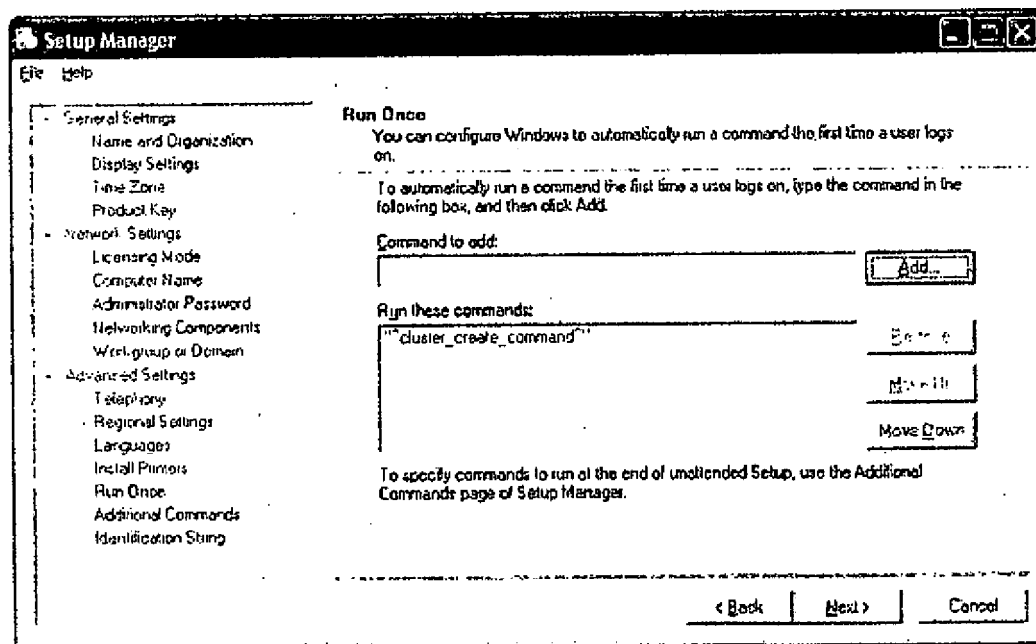 Setup Manager
File Help
General Settings
Name and Organization
Display Settings
Time Zone
Product Key
Network Settings
Licensing Mode
Computer Name
Administrator Password
Networking Components
Workgroup or Domain
Advanced Settings
Telephony
Regional Settings
Languages
Install Printers
Run Once
Additional Commands
Identification String
Run Once
You can configure Windows to automatically run a command the first time a user logs
on.
To automatically run a command the first time a user logs on, type the command in the
following box, and then click Add.
Command to add:
Add...
Run these commands:
"^cluster_create_command^"
Remove
Move Up
Move Down
To specify commands to run at the end of unattended Setup, use the Additional
Commands page of Setup Manager.
< Back
Next >
Cancel